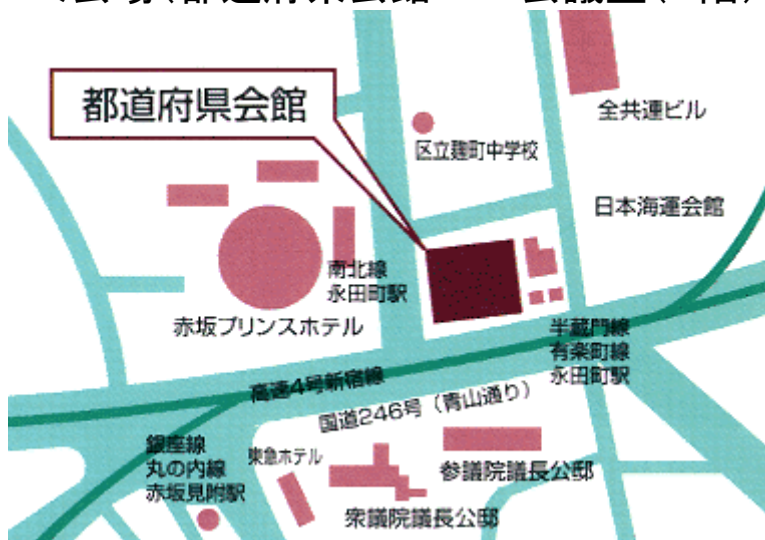 都道府県会館
全共連ビル
区立麹町中学校
日本海運会館
南北線
永田町駅
赤坂プリンスホテル
半蔵門線
有楽町線
永田町駅
高速4号新宿線
国道246号（青山通り）
銀座線
丸の内線
赤坂見附駅
東急ホテル
参議院議長公邸
衆議院議長公邸